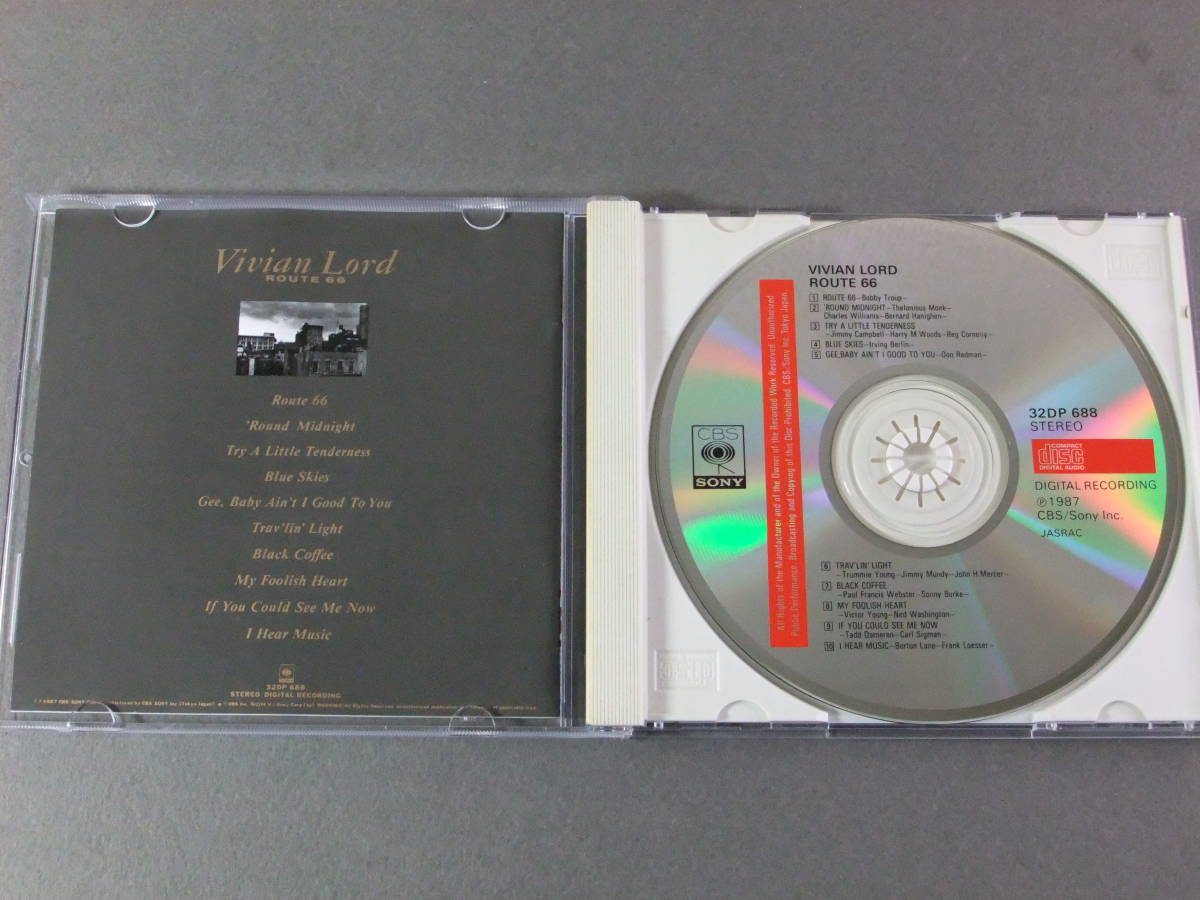 Vivian Lord
ROUTE 66
Route 66
'Round Midnight
Try A Little Tenderness
Blue Skies
Gee, Baby Ain't I Good To You
Trav'lin' Light
Black Coffee
My Foolish Heart
If You Could See Me Now
I Hear Music
32DP 688
STEREO DIGITAL RECORDING
VIVIAN LORD
ROUTE 66
1 ROUTE 66–Bobby Troup–
2 'ROUND MIDNIGHT–Thelonious Monk–
Charles Williams–Bernard Hanighen–
3 TRY A LITTLE TENDERNESS
–Jimmy Campbell–Harry M. Woods–Reg Connelly–
4 BLUE SKIES–Irving Berlin–
5 GEE, BABY AIN'T I GOOD TO YOU–Don Redman–
All Rights of the Manufacturer and of the Owner of the Recorded Work Reserved. Unauthorized
Public Performance, Broadcasting and Copying of this Disc Prohibited. CBS/Sony Inc. Tokyo Japan.
CBS
SONY
32DP 688
STEREO
COMPACT
disc
DIGITAL AUDIO
DIGITAL RECORDING
℗1987
CBS/Sony Inc.
JASRAC
6 TRAV'LIN' LIGHT
–Trummie Young–Jimmy Mundy–John H. Mercer–
7 BLACK COFFEE
–Paul Francis Webster–Sonny Burke–
8 MY FOOLISH HEART
–Victor Young–Ned Washington–
9 IF YOU COULD SEE ME NOW
–Tadd Dameron–Carl Sigman–
10 I HEAR MUSIC–Burton Lane–Frank Loesser–